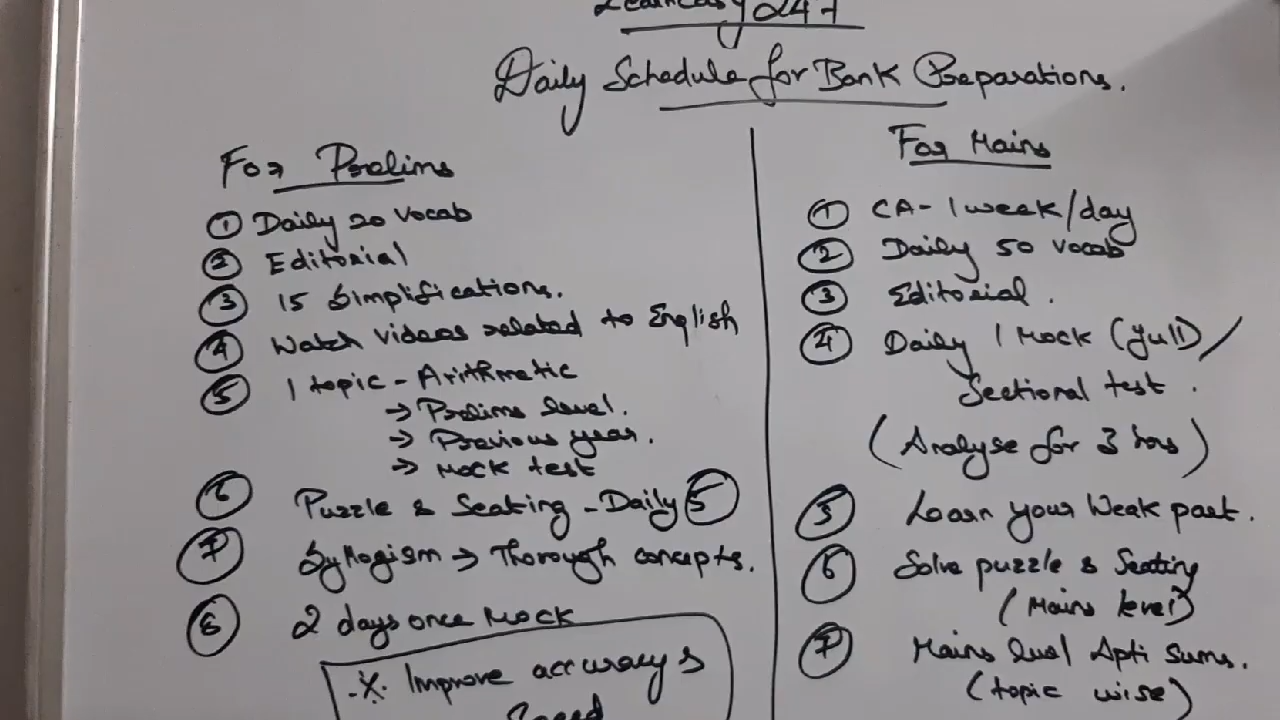 Learneasy247
Daily Schedule for Bank Preparations.
For Prelims
① Daily 20 vocab
② Editorial
③ 15 Simplifications.
④ Watch videos related to English
⑤ 1 topic - Arithmetic
→ Prelims level.
→ Previous year.
→ Mock test
⑥ Puzzle & Seating - Daily ⑤
⑦ Syllogism → Thorough concepts.
⑧ 2 days once Mock
Improve accuracy &
Speed
For Mains
① CA - 1 week/day
② Daily 50 vocab
③ Editorial.
④ Daily 1 Mock (full) /
Sectional test.
(Analyse for 3 hrs)
⑤ Learn your Weak part.
⑥ Solve puzzle & Seating
(Mains level)
⑦ Mains level Apti sums.
(topic wise)